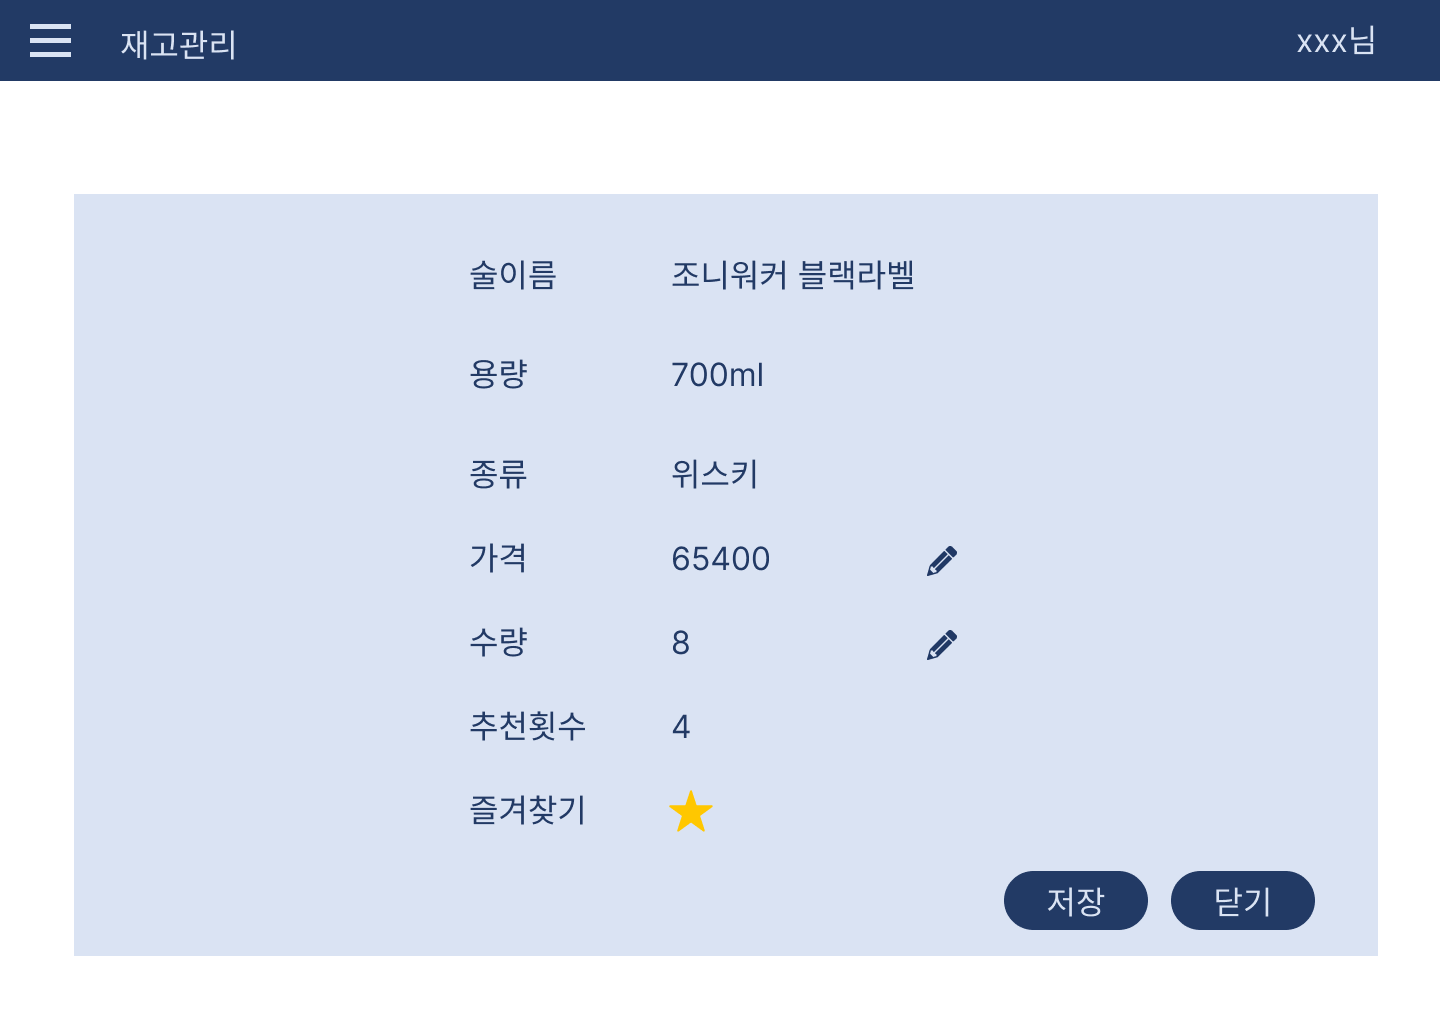 재고관리
xxx님
술이름 조니워커 블랙라벨
용량 700ml
종류 위스키
가격 65400
수량 8
추천횟수 4
즐겨찾기
저장 닫기